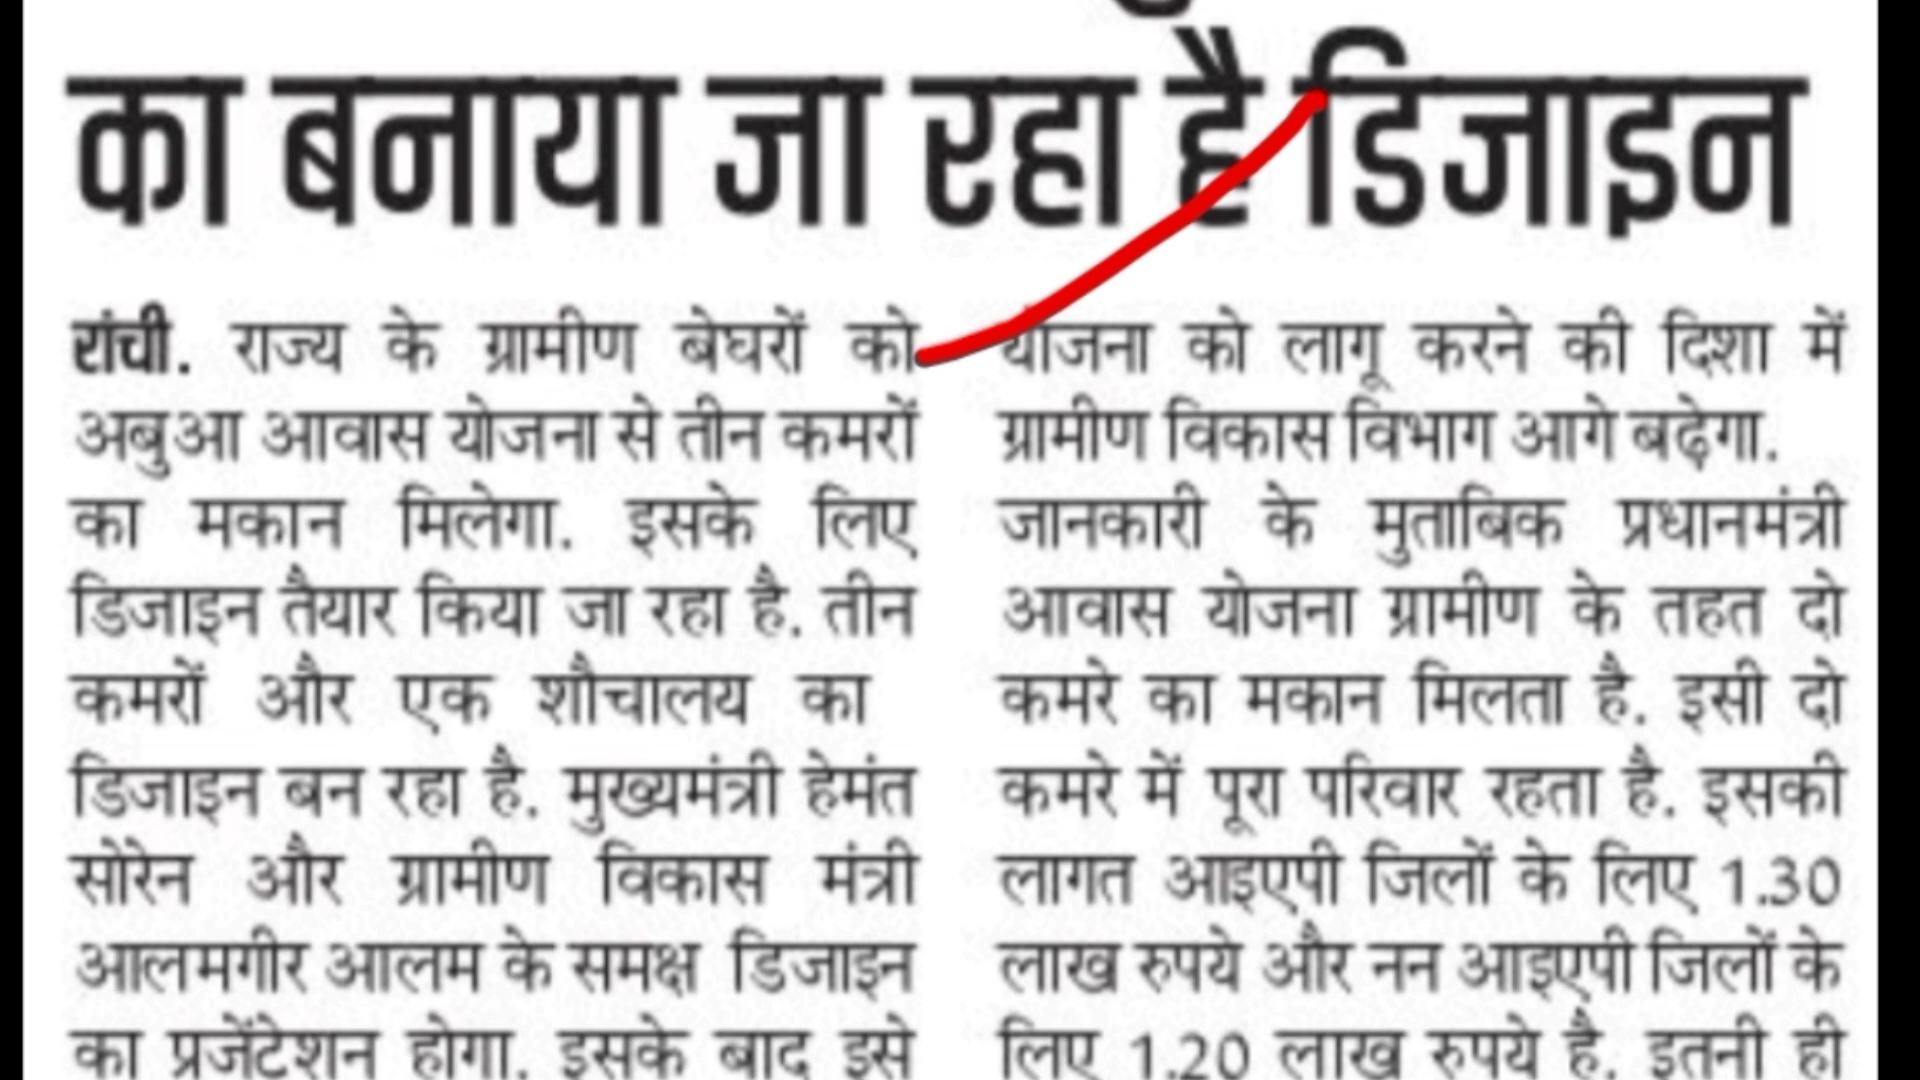 का बनाया जा रहा है डिजाइन
रांची. राज्य के ग्रामीण बेघरों को
अबुआ आवास योजना से तीन कमरों
का मकान मिलेगा. इसके लिए
डिजाइन तैयार किया जा रहा है. तीन
कमरों और एक शौचालय का
डिजाइन बन रहा है. मुख्यमंत्री हेमंत
सोरेन और ग्रामीण विकास मंत्री
आलमगीर आलम के समक्ष डिजाइन
का प्रजेंटेशन होगा. इसके बाद इसे
योजना को लागू करने की दिशा में
ग्रामीण विकास विभाग आगे बढ़ेगा.
जानकारी के मुताबिक प्रधानमंत्री
आवास योजना ग्रामीण के तहत दो
कमरे का मकान मिलता है. इसी दो
कमरे में पूरा परिवार रहता है. इसकी
लागत आइएपी जिलों के लिए 1.30
लाख रुपये और नन आइएपी जिलों के
लिए 1.20 लाख रुपये है. इतनी ही